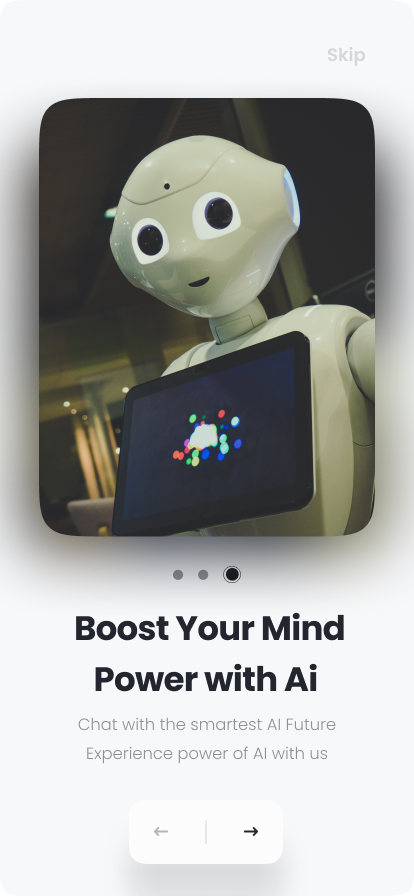 Skip
Boost Your Mind
Power with Ai
Chat with the smartest AI Future
Experience power of AI with us